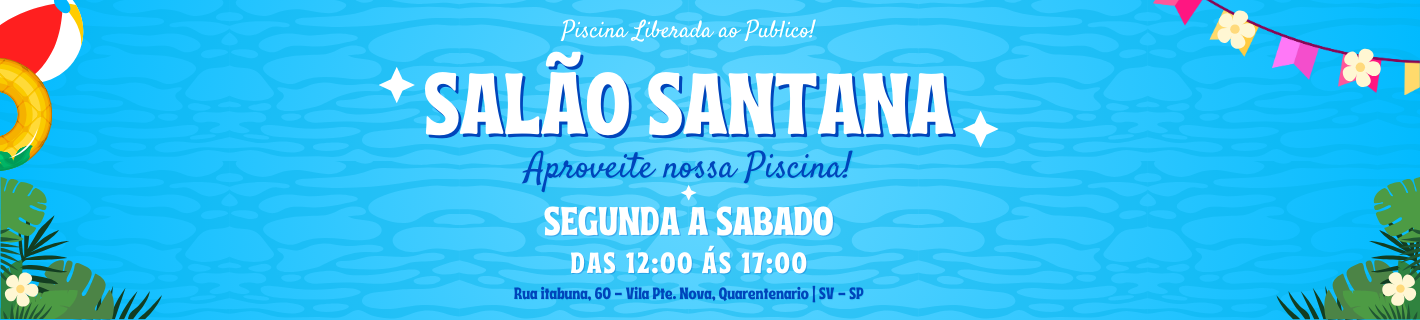 Piscina Liberada ao Publico!
SALÃO SANTANA
Aproveite nossa Piscina!
SEGUNDA A SABADO
DAS 12:00 ÁS 17:00
Rua itabuna, 60 - Vila Pte. Nova, Quarentenario | SV - SP